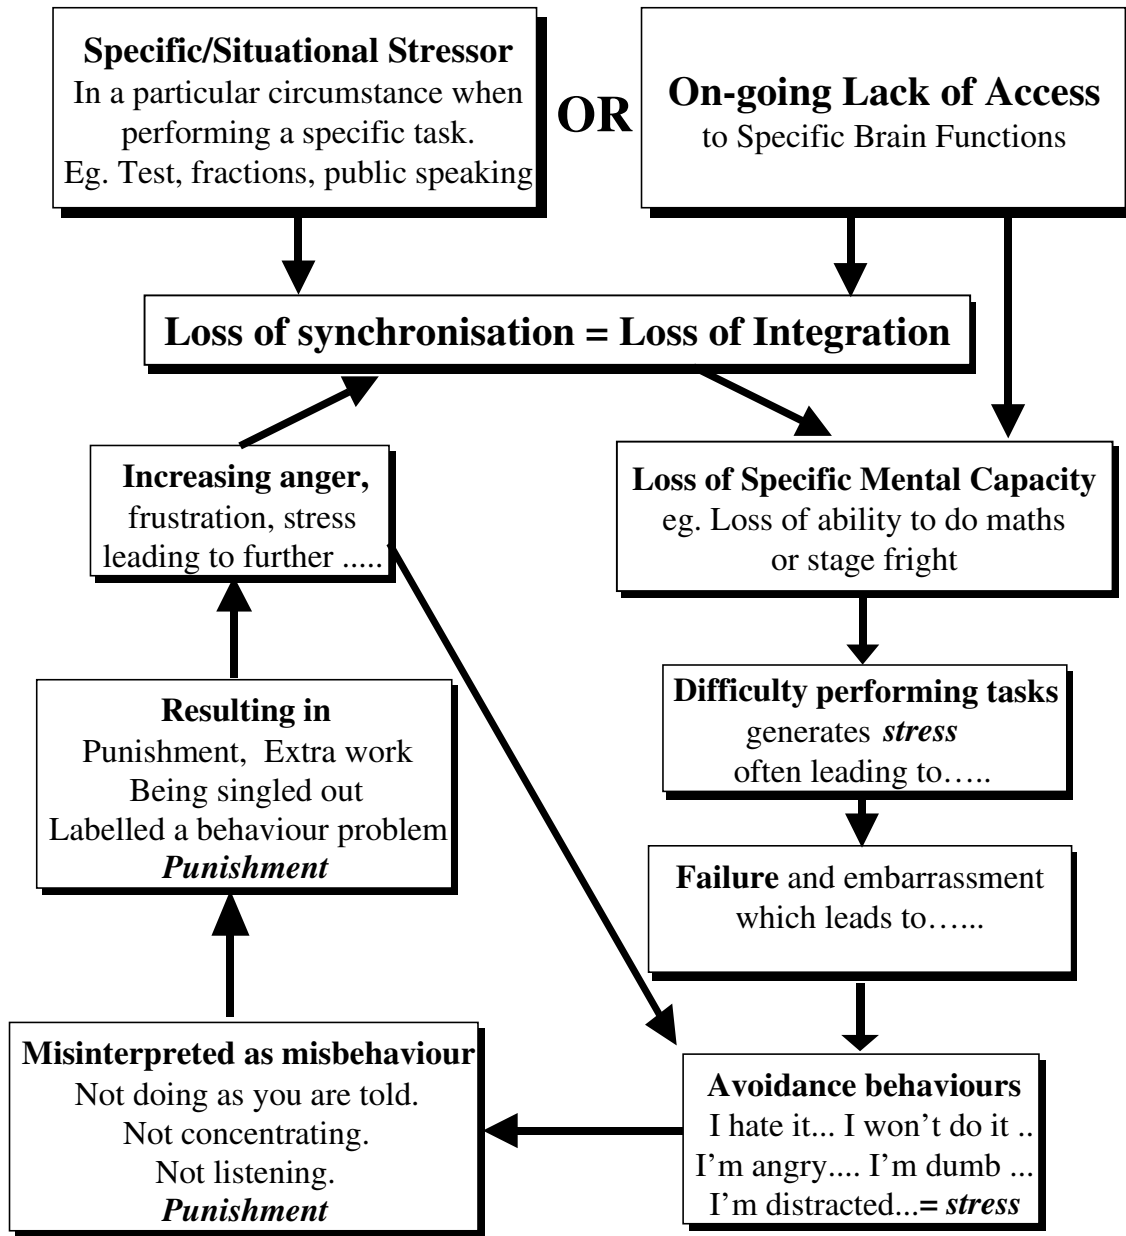 Specific/Situational Stressor
In a particular circumstance when
performing a specific task.
Eg. Test, fractions, public speaking
OR
On-going Lack of Access
to Specific Brain Functions
Loss of synchronisation = Loss of Integration
Increasing anger,
frustration, stress
leading to further .....
Loss of Specific Mental Capacity
eg. Loss of ability to do maths
or stage fright
Difficulty performing tasks
generates stress
often leading to…..
Resulting in
Punishment, Extra work
Being singled out
Labelled a behaviour problem
Punishment
Failure and embarrassment
which leads to…...
Misinterpreted as misbehaviour
Not doing as you are told.
Not concentrating.
Not listening.
Punishment
Avoidance behaviours
I hate it... I won't do it ..
I'm angry.... I'm dumb ...
I'm distracted...= stress